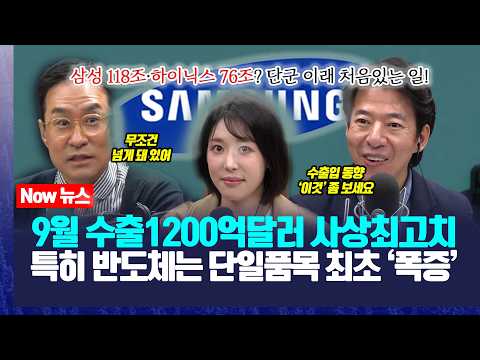 삼성 118조·하이닉스 76조? 단군 이래 처음있는 일!
SAMSUNG
무조건
넘게 돼 있어
수출입 동향
'이것' 좀 보세요
Now 뉴스
9월 수출1200억달러 사상최고치
특히 반도체는 단일품목 최초 '폭증'